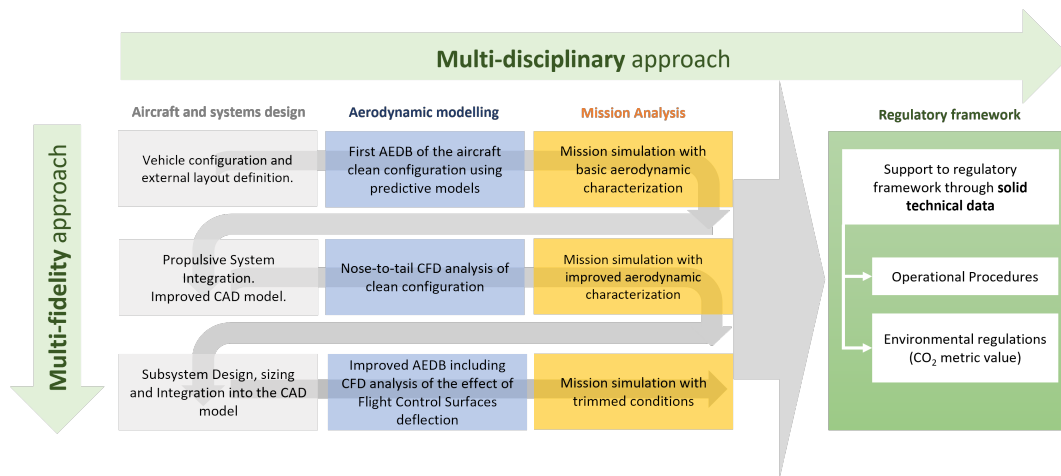 Multi-disciplinary approach
Multi-fidelity approach
Aircraft and systems design
Aerodynamic modelling
Mission Analysis
Regulatory framework
Vehicle configuration and
external layout definition.
First AEDB of the aircraft
clean configuration using
predictive models
Mission simulation with
basic aerodynamic
characterization
Propulsive System
Integration.
Improved CAD model.
Nose-to-tail CFD analysis of
clean configuration
Mission simulation with
improved aerodynamic
characterization
Subsystem Design, sizing
and Integration into the CAD
model
Improved AEDB including
CFD analysis of the effect of
Flight Control Surfaces
deflection
Mission simulation with
trimmed conditions
Support to regulatory
framework through solid
technical data
Operational Procedures
Environmental regulations
(CO₂ metric value)